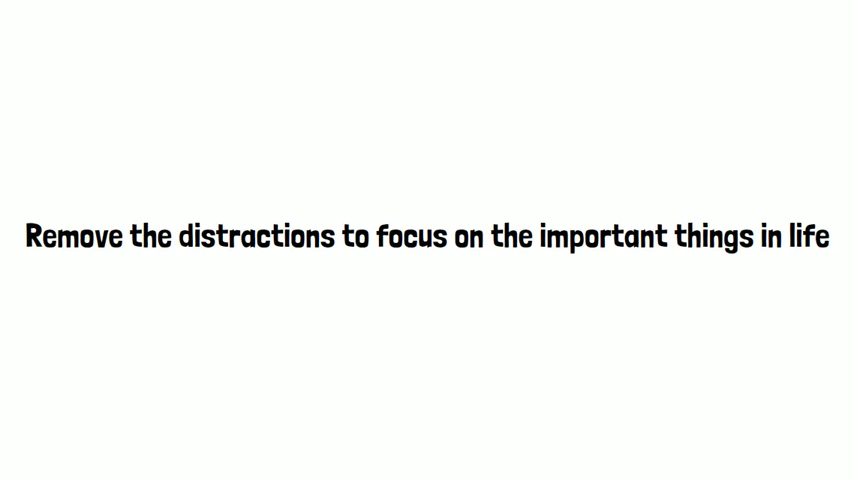 Remove the distractions to focus on the important things in life